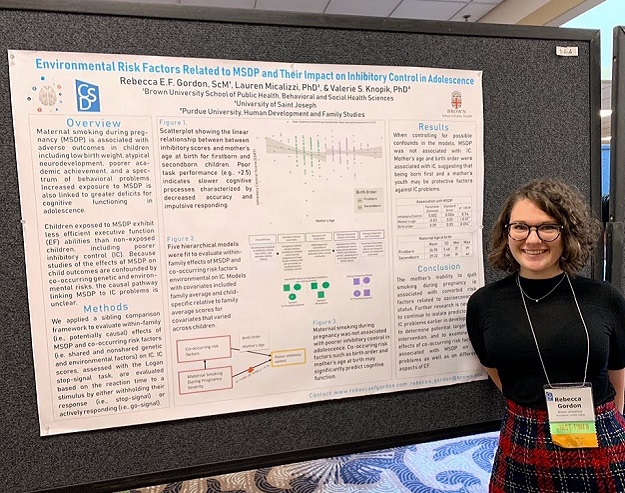 Environmental Risk Factors Related to MSDP and Their Impact on Inhibitory Control in Adolescence
Rebecca E.F. Gordon, ScM¹, Lauren Micalizzi, PhD², & Valerie S. Knopik, PhD³
¹Brown University School of Public Health, Behavioral and Social Health Sciences
²University of Saint Joseph
³Purdue University, Human Development and Family Studies
CSD
BROWN
Overview
Maternal smoking during preg-
nancy (MSDP) is associated with
adverse outcomes in children
including low birth weight, atypical
neurodevelopment, poorer aca-
demic achievement, and a spec-
trum of behavioral problems.
Increased exposure to MSDP is
also linked to greater deficits for
cognitive functioning in
adolescence.
Children exposed to MSDP exhibit
less efficient executive function
(EF) abilities than non-exposed
children, including poorer
inhibitory control (IC). Because
studies of the effects of MSDP on
child outcomes are confounded by
co-occurring genetic and environ-
mental risks, the causal pathway
linking MSDP to IC problems is
unclear.
Methods
We applied a sibling comparison
framework to evaluate within-family
(i.e., potentially causal) effects of
MSDP and co-occurring risk factors
(i.e. shared and nonshared genetic
and environmental factors) on IC. IC
scores, assessed with the Logan
stop-signal task, are evaluated
based on the reaction time to a
stimulus by either withholding their
response (i.e., stop-signal) or
actively responding (i.e., go-signal).
Figure 1
Scatterplot showing the linear
relationship between between
inhibitory scores and mother's
age at birth for firstborn and
secondborn children. Poor
task performance (e.g. >2.5)
indicates slower cognitive
processes characterized by
decreased accuracy and
impulsive responding.
Birth Order
Firstborn
Secondborn
Mother's Age
Figure 2
Five hierarchical models
were fit to evaluate within-
family effects of MSDP and
co-occurring risk factors
environmental on IC. Models
with covariates included
family average and child-
specific relative to family
average scores for
covariates that varied
across children.
Co-occurring risk
factors
Maternal Smoking
During Pregnancy
Severity
Birth Order
Mother's age
Figure 3
Maternal smoking during
pregnancy was not associated
with poorer inhibitory control in
adolescence. Co-occurring risk
factors such as birth order and
mother's age at birth may
significantly predict cognitive
function.
Results
When controlling for possible
confounds in the models, MSDP
was not associated with IC.
Mother's age and birth order
were associated with IC, suggesting that
being born first and a mother's
youth may be protective factors
against IC problems.
Association with MSDP
Maternal Age at Birth
Firstborn
Secondborn
Conclusion
The mother's inability to quit
smoking during pregnancy is
associated with comorbid risk
factors related to socioeconomic
status. Further research is
to continue to isolate
IC problems earlier in
to determine potential
intervention, and to examine
effects of co-occurring
associated with MSDP on
problems as well as on different
aspects of EF.
Contact: www.rebeccaefgordon.com
Rebecca
Gordon
Brown University